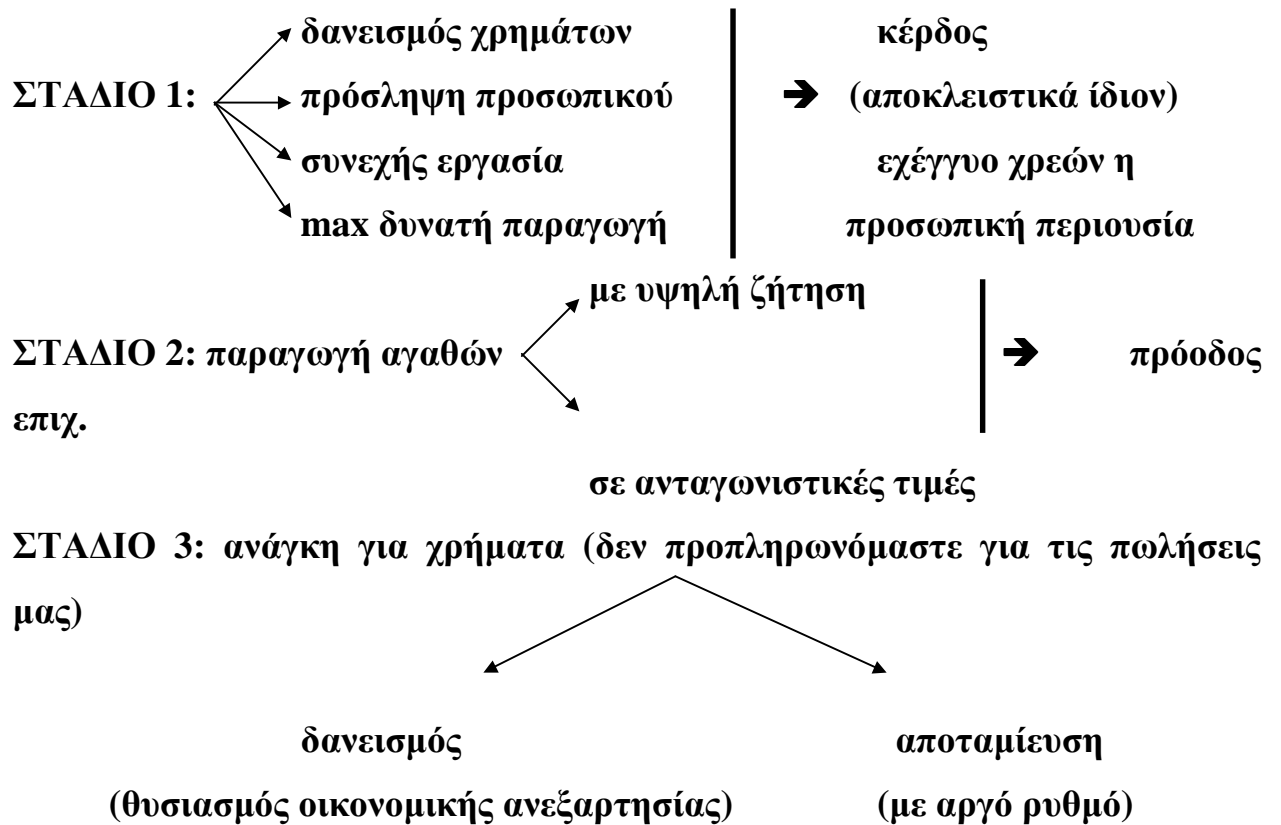 δανεισμός χρημάτων κέρδος
ΣΤΑΔΙΟ 1: πρόσληψη προσωπικού ➔ (αποκλειστικά ίδιον)
συνεχής εργασία εχέγγυο χρεών η
max δυνατή παραγωγή προσωπική περιουσία
με υψηλή ζήτηση
ΣΤΑΔΙΟ 2: παραγωγή αγαθών ➔ πρόοδος
επιχ.
σε ανταγωνιστικές τιμές
ΣΤΑΔΙΟ 3: ανάγκη για χρήματα (δεν προπληρωνόμαστε για τις πωλήσεις
μας)
δανεισμός αποταμίευση
(θυσιασμός οικονομικής ανεξαρτησίας) (με αργό ρυθμό)